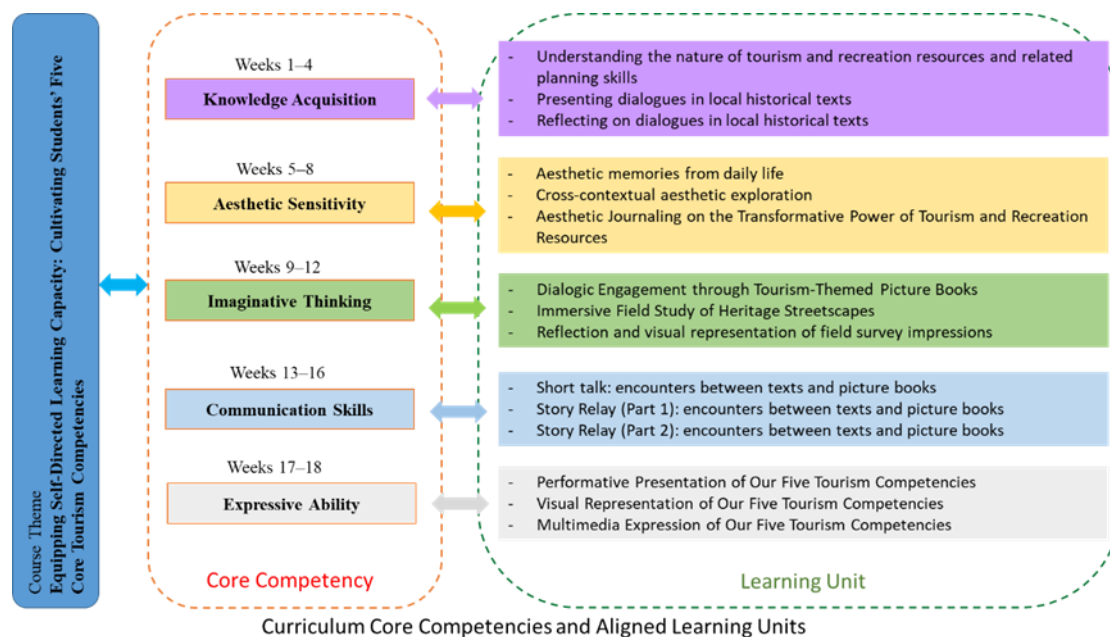 Course Theme
Equipping Self-Directed Learning Capacity: Cultivating Students' Five
Core Tourism Competencies
Weeks 1–4
Knowledge Acquisition
- Understanding the nature of tourism and recreation resources and related
planning skills
- Presenting dialogues in local historical texts
- Reflecting on dialogues in local historical texts
Weeks 5–8
Aesthetic Sensitivity
- Aesthetic memories from daily life
- Cross-contextual aesthetic exploration
- Aesthetic Journaling on the Transformative Power of Tourism and Recreation
Resources
Weeks 9–12
Imaginative Thinking
- Dialogic Engagement through Tourism-Themed Picture Books
- Immersive Field Study of Heritage Streetscapes
- Reflection and visual representation of field survey impressions
Weeks 13–16
Communication Skills
- Short talk: encounters between texts and picture books
- Story Relay (Part 1): encounters between texts and picture books
- Story Relay (Part 2): encounters between texts and picture books
Weeks 17–18
Expressive Ability
- Performative Presentation of Our Five Tourism Competencies
- Visual Representation of Our Five Tourism Competencies
- Multimedia Expression of Our Five Tourism Competencies
Core Competency
Learning Unit
Curriculum Core Competencies and Aligned Learning Units